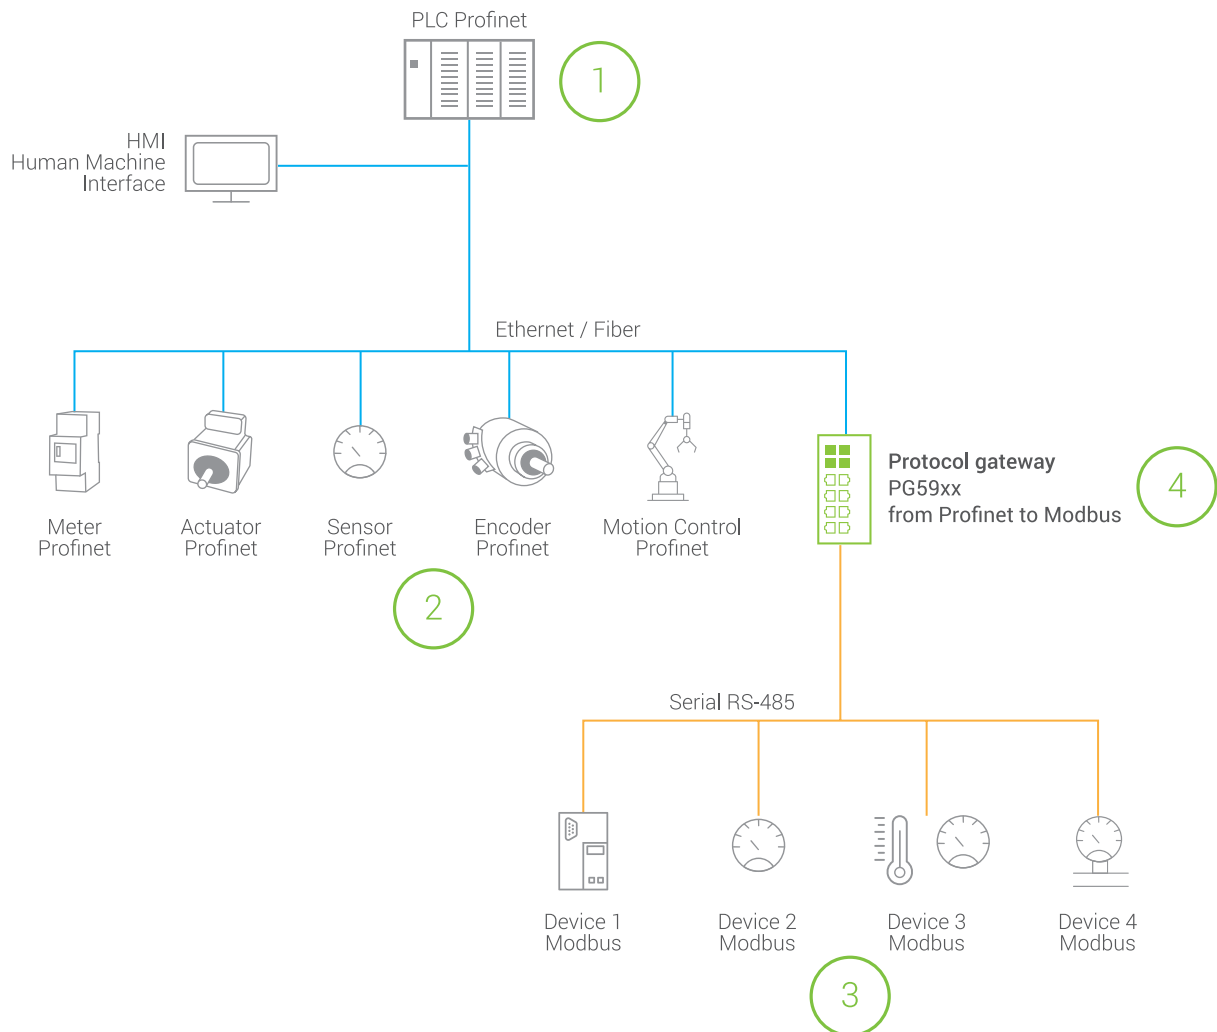 PLC Profinet
1
HMI
Human Machine
Interface
Ethernet / Fiber
Meter
Profinet
Actuator
Profinet
Sensor
Profinet
Encoder
Profinet
Motion Control
Profinet
Protocol gateway
PG59xx
from Profinet to Modbus
4
2
Serial RS-485
Device 1
Modbus
Device 2
Modbus
Device 3
Modbus
Device 4
Modbus
3